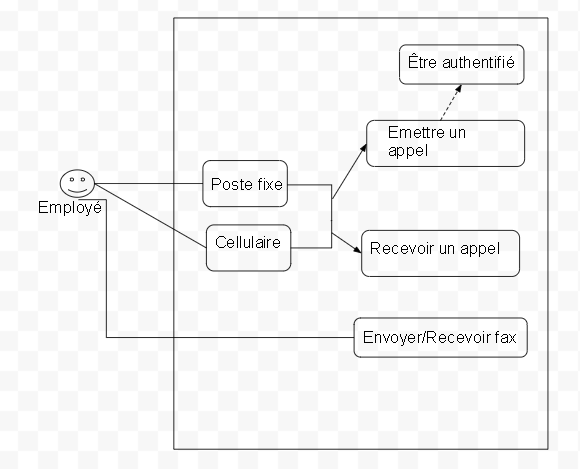 Être authentifié
Emettre un
appel
Poste fixe
Employé
Cellulaire
Recevoir un appel
Envoyer/Recevoir fax